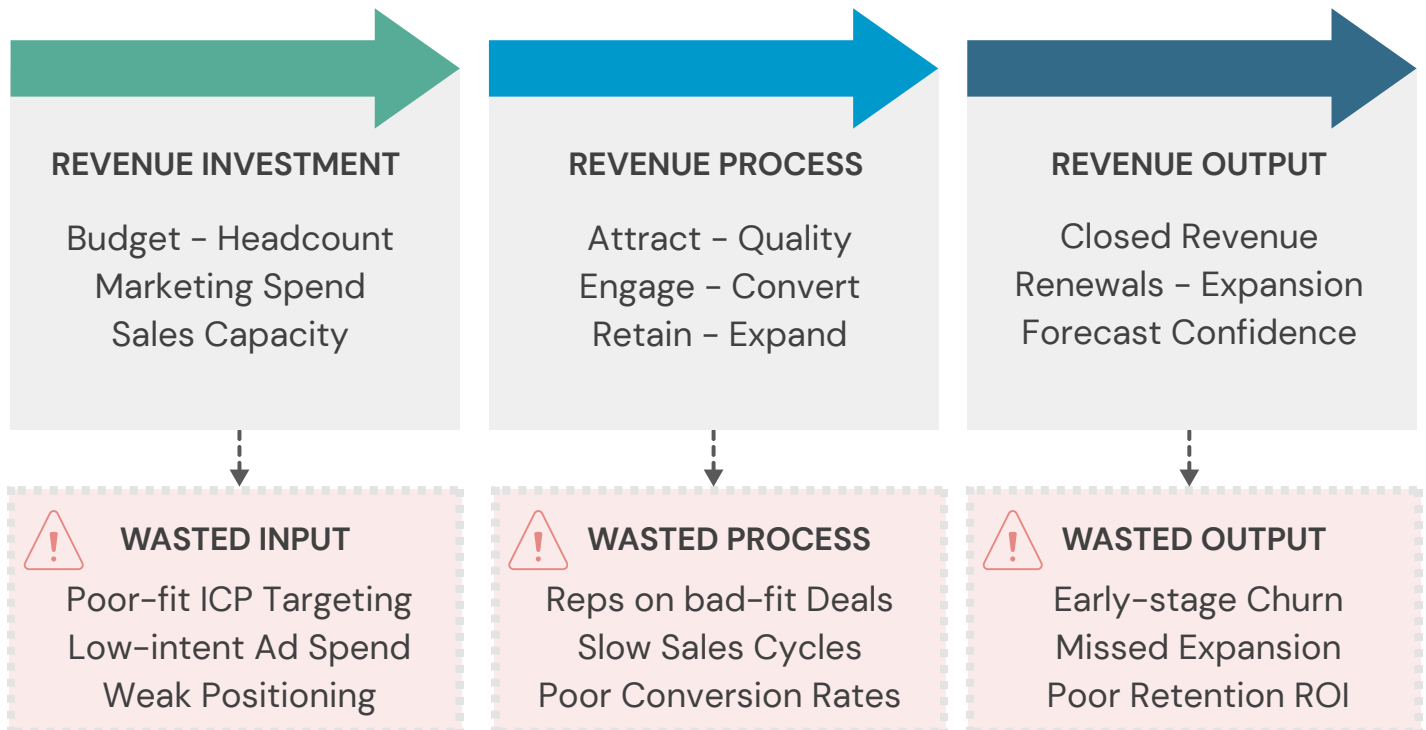 REVENUE INVESTMENT
Budget – Headcount
Marketing Spend
Sales Capacity
REVENUE PROCESS
Attract – Quality
Engage – Convert
Retain – Expand
REVENUE OUTPUT
Closed Revenue
Renewals – Expansion
Forecast Confidence
WASTED INPUT
Poor-fit ICP Targeting
Low-intent Ad Spend
Weak Positioning
WASTED PROCESS
Reps on bad-fit Deals
Slow Sales Cycles
Poor Conversion Rates
WASTED OUTPUT
Early-stage Churn
Missed Expansion
Poor Retention ROI